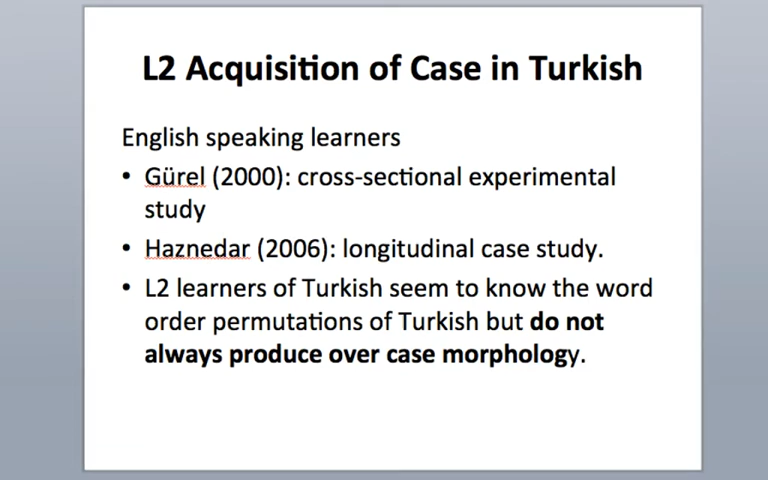 L2 Acquisition of Case in Turkish
English speaking learners
• Gürel (2000): cross-sectional experimental
study
• Haznedar (2006): longitudinal case study.
• L2 learners of Turkish seem to know the word
order permutations of Turkish but do not
always produce over case morphology.